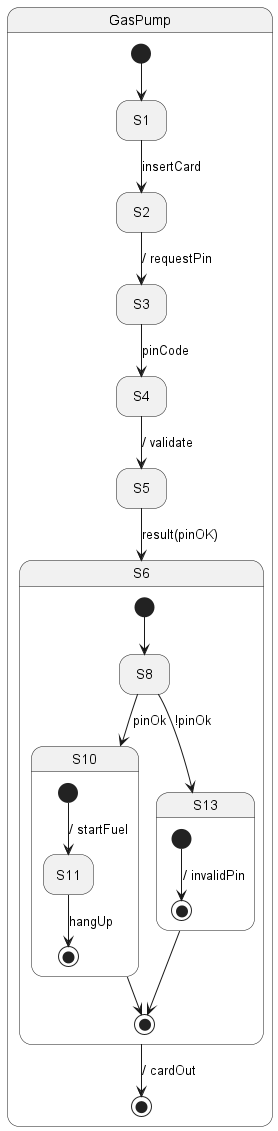 GasPump
S1
insertCard
S2
/ requestPin
S3
pinCode
S4
/ validate
S5
result(pinOK)
S6
S8
pinOk
!pinOk
S10
S13
/ startFuel
S11
/ invalidPin
hangUp
/ cardOut